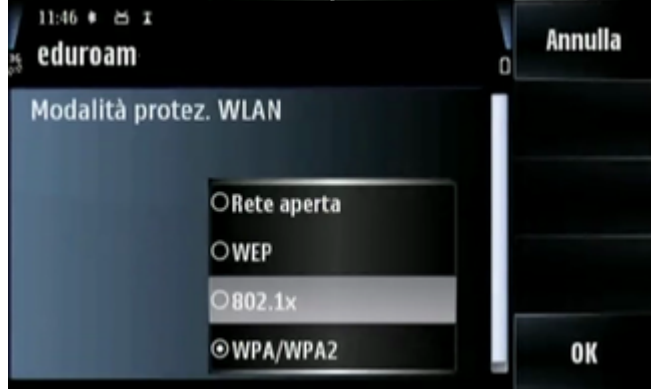 11:46
eduroam
Annulla
Modalità protez. WLAN
Rete aperta
WEP
802.1x
WPA/WPA2
OK